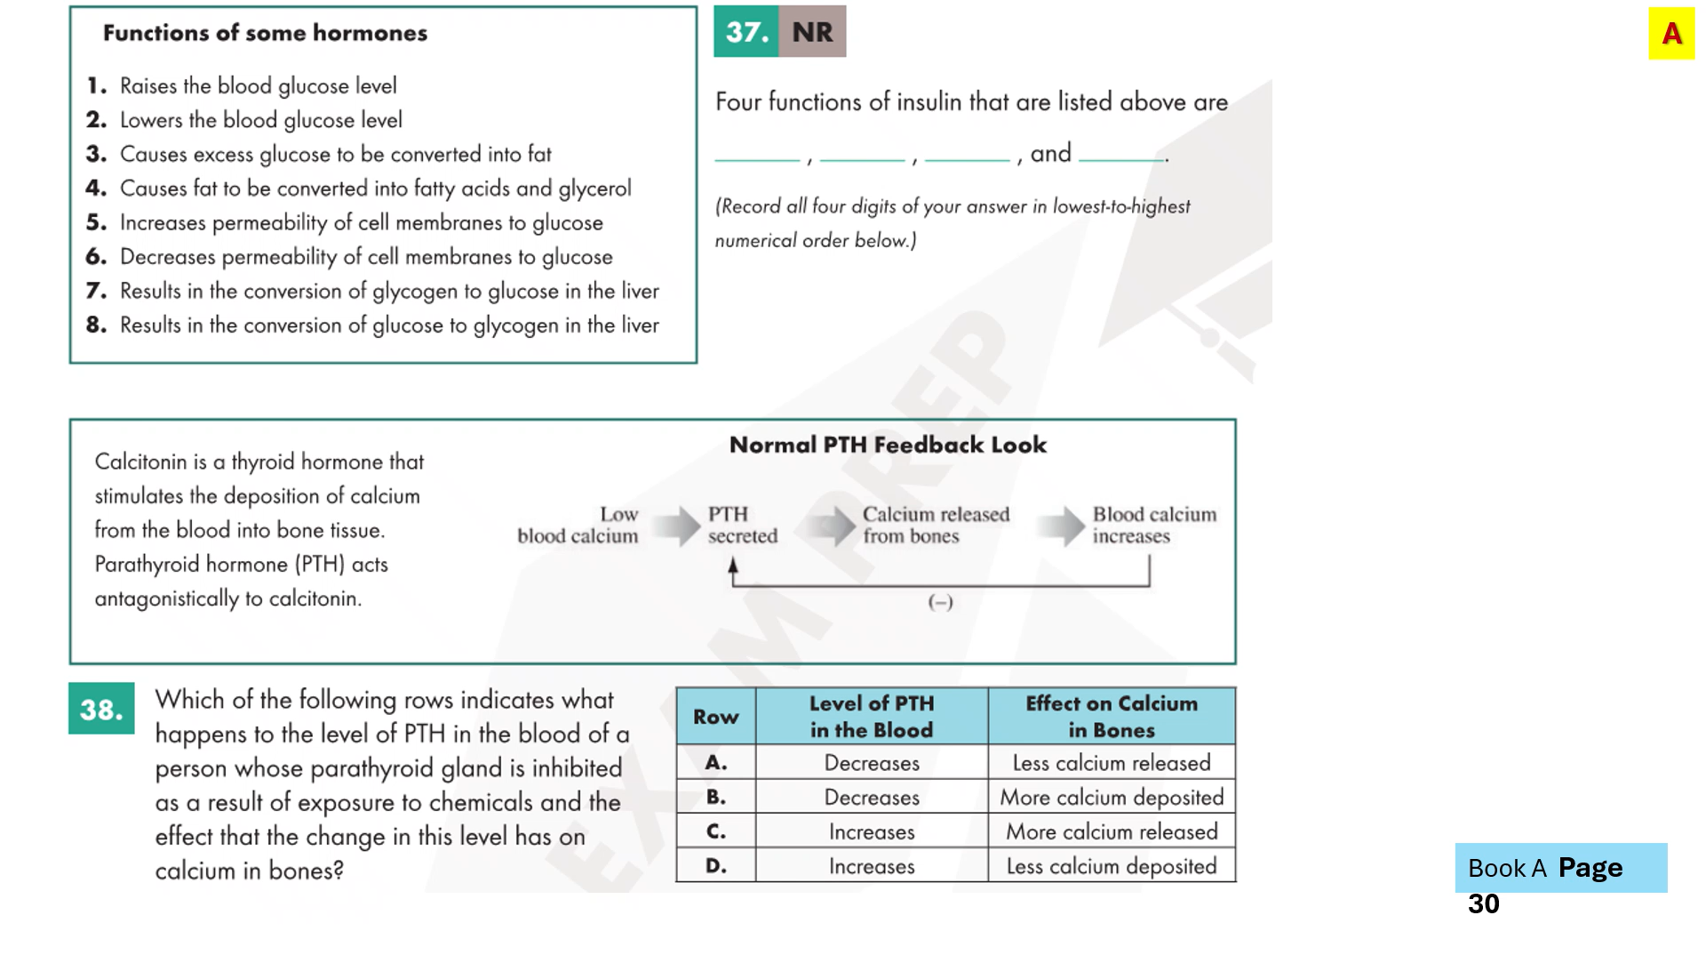 Functions of some hormones
1. Raises the blood glucose level
2. Lowers the blood glucose level
3. Causes excess glucose to be converted into fat
4. Causes fat to be converted into fatty acids and glycerol
5. Increases permeability of cell membranes to glucose
6. Decreases permeability of cell membranes to glucose
7. Results in the conversion of glycogen to glucose in the liver
8. Results in the conversion of glucose to glycogen in the liver
37. NR
A
Four functions of insulin that are listed above are
______ , ______ , ______ , and ______.
(Record all four digits of your answer in lowest-to-highest
numerical order below.)
Calcitonin is a thyroid hormone that
stimulates the deposition of calcium
from the blood into bone tissue.
Parathyroid hormone (PTH) acts
antagonistically to calcitonin.
Normal PTH Feedback Look
Low
blood calcium
PTH
secreted
Calcium released
from bones
Blood calcium
increases
(–)
38.
Which of the following rows indicates what
happens to the level of PTH in the blood of a
person whose parathyroid gland is inhibited
as a result of exposure to chemicals and the
effect that the change in this level has on
calcium in bones?
Row
Level of PTH
in the Blood
Effect on Calcium
in Bones
A. Decreases Less calcium released
B. Decreases More calcium deposited
C. Increases More calcium released
D. Increases Less calcium deposited
EXAM PREP
Book A Page
30